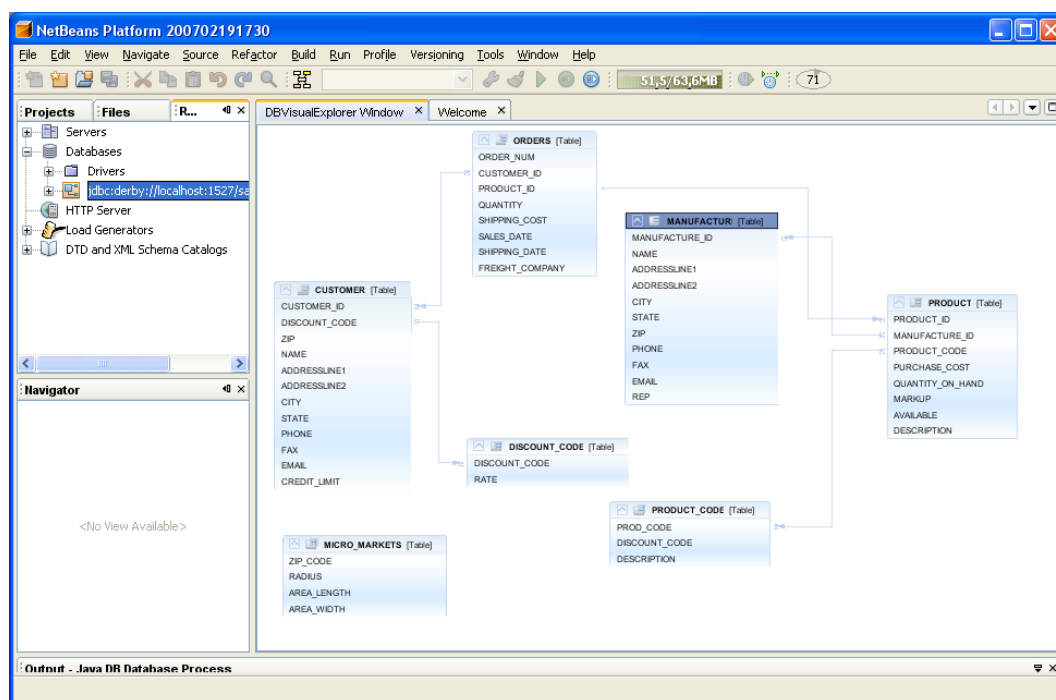 NetBeans Platform 200702191730
File Edit View Navigate Source Refactor Build Run Profile Versioning Tools Window Help
51,5/63,6MB
71
Projects Files R...
Servers
Databases
Drivers
jdbc:derby://localhost:1527/sa
HTTP Server
Load Generators
DTD and XML Schema Catalogs
Navigator
<No View Available>
DBVisualExplorer Window
Welcome
ORDERS [Table]
ORDER_NUM
CUSTOMER_ID
PRODUCT_ID
QUANTITY
SHIPPING_COST
SALES_DATE
SHIPPING_DATE
FREIGHT_COMPANY
MANUFACTUR [Table]
MANUFACTURE_ID
NAME
ADDRESSLINE1
ADDRESSLINE2
CITY
STATE
ZIP
PHONE
FAX
EMAIL
REP
CUSTOMER [Table]
CUSTOMER_ID
DISCOUNT_CODE
ZIP
NAME
ADDRESSLINE1
ADDRESSLINE2
CITY
STATE
PHONE
FAX
EMAIL
CREDIT_LIMIT
PRODUCT [Table]
PRODUCT_ID
MANUFACTURE_ID
PRODUCT_CODE
PURCHASE_COST
QUANTITY_ON_HAND
MARKUP
AVAILABLE
DESCRIPTION
DISCOUNT_CODE [Table]
DISCOUNT_CODE
RATE
PRODUCT_CODE [Table]
PROD_CODE
DISCOUNT_CODE
DESCRIPTION
MICRO_MARKETS [Table]
ZIP_CODE
RADIUS
AREA_LENGTH
AREA_WIDTH
Output - Java DB Database Process